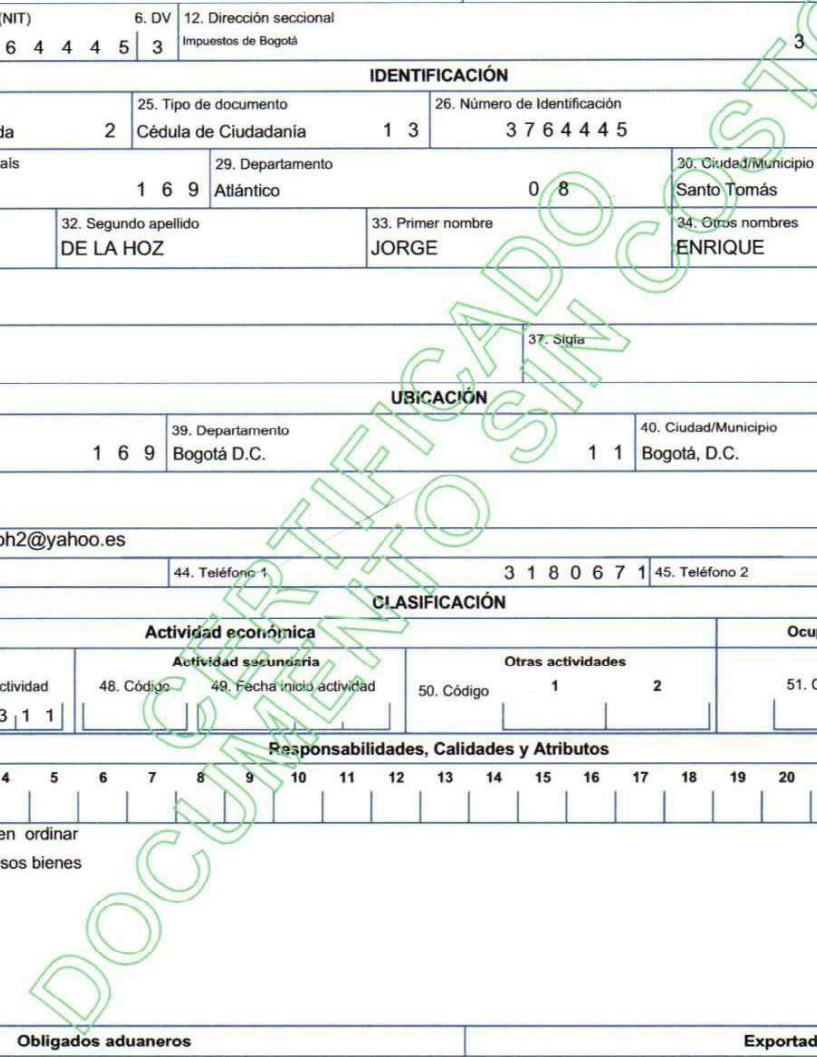 (NIT) 6. DV 12. Dirección seccional
6 4 4 4 5 3 Impuestos de Bogotá 3
IDENTIFICACIÓN
25. Tipo de documento 26. Número de Identificación
da 2 Cédula de Ciudadanía 1 3 3 7 6 4 4 4 5
aís 29. Departamento 30. Ciudad/Municipio
1 6 9 Atlántico 0 8 Santo Tomás
32. Segundo apellido 33. Primer nombre 34. Otros nombres
DE LA HOZ JORGE ENRIQUE
37. Sigla
UBICACIÓN
39. Departamento 40. Ciudad/Municipio
1 6 9 Bogotá D.C. 1 1 Bogotá, D.C.
ph2@yahoo.es
44. Teléfono 1 3 1 8 0 6 7 1 45. Teléfono 2
CLASIFICACIÓN
Actividad económica Ocup
Actividad secundaria Otras actividades
ctividad 48. Código 49. Fecha inicio actividad 50. Código 1 2 51. C
3 1 1
Responsabilidades, Calidades y Atributos
4 5 6 7 8 9 10 11 12 13 14 15 16 17 18 19 20
en ordinar
sos bienes
Obligados aduaneros Exportad
CERTIFICADO
DOCUMENTO SIN COSTO